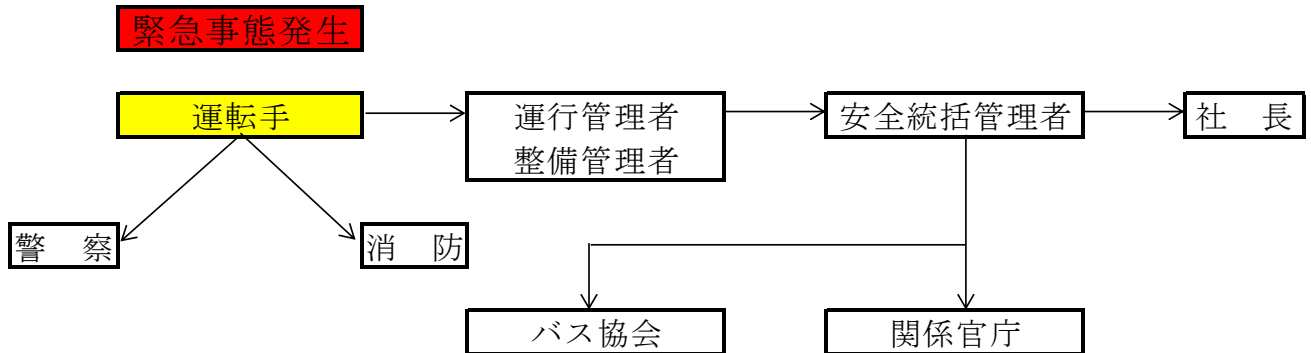 緊急事態発生
運転手
運行管理者
整備管理者
安全統括管理者
社　長
警　察
消　防
バス協会
関係官庁